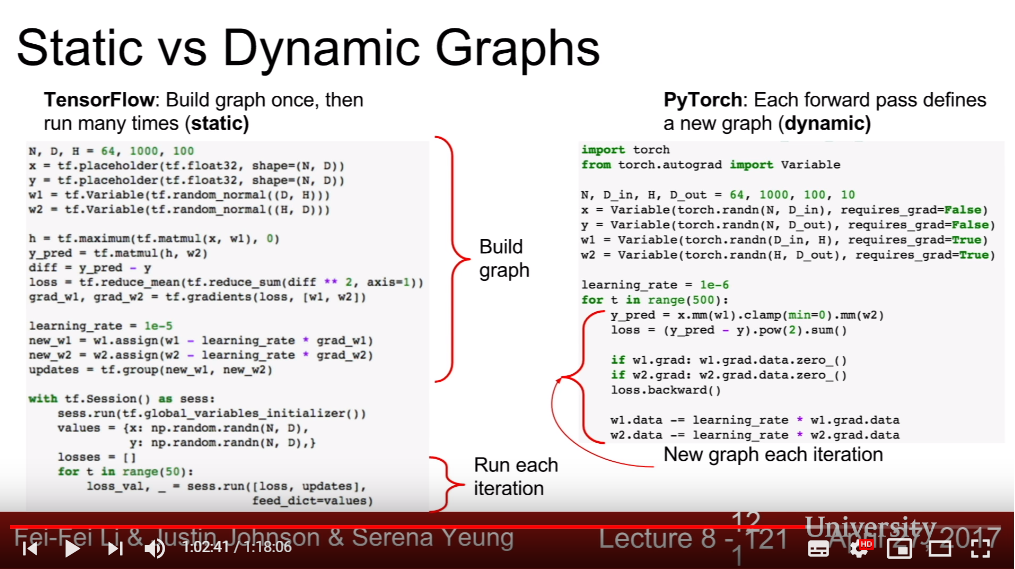 Static vs Dynamic Graphs
TensorFlow: Build graph once, then
run many times (static)
N, D, H = 64, 1000, 100
x = tf.placeholder(tf.float32, shape=(N, D))
y = tf.placeholder(tf.float32, shape=(N, D))
w1 = tf.Variable(tf.random_normal((D, H)))
w2 = tf.Variable(tf.random_normal((H, D)))
h = tf.maximum(tf.matmul(x, w1), 0)
y_pred = tf.matmul(h, w2)
diff = y_pred - y
loss = tf.reduce_mean(tf.reduce_sum(diff ** 2, axis=1))
grad_w1, grad_w2 = tf.gradients(loss, [w1, w2])
learning_rate = 1e-5
new_w1 = w1.assign(w1 - learning_rate * grad_w1)
new_w2 = w2.assign(w2 - learning_rate * grad_w2)
updates = tf.group(new_w1, new_w2)
with tf.Session() as sess:
sess.run(tf.global_variables_initializer())
values = {x: np.random.randn(N, D),
y: np.random.randn(N, D),}
losses = []
for t in range(50):
loss_val, _ = sess.run([loss, updates],
feed_dict=values)
Build
graph
Run each
iteration
PyTorch: Each forward pass defines
a new graph (dynamic)
import torch
from torch.autograd import Variable
N, D_in, H, D_out = 64, 1000, 100, 10
x = Variable(torch.randn(N, D_in), requires_grad=False)
y = Variable(torch.randn(N, D_out), requires_grad=False)
w1 = Variable(torch.randn(D_in, H), requires_grad=True)
w2 = Variable(torch.randn(H, D_out), requires_grad=True)
learning_rate = 1e-6
for t in range(500):
y_pred = x.mm(w1).clamp(min=0).mm(w2)
loss = (y_pred - y).pow(2).sum()
if w1.grad: w1.grad.data.zero_()
if w2.grad: w2.grad.data.zero_()
loss.backward()
w1.data -= learning_rate * w1.grad.data
w2.data -= learning_rate * w2.grad.data
New graph each iteration
Fei-Fei Li & Justin Johnson & Serena Yeung
Lecture 8 - 121
12
1
University
April 27, 2017
1:02:41 / 1:18:06
HD